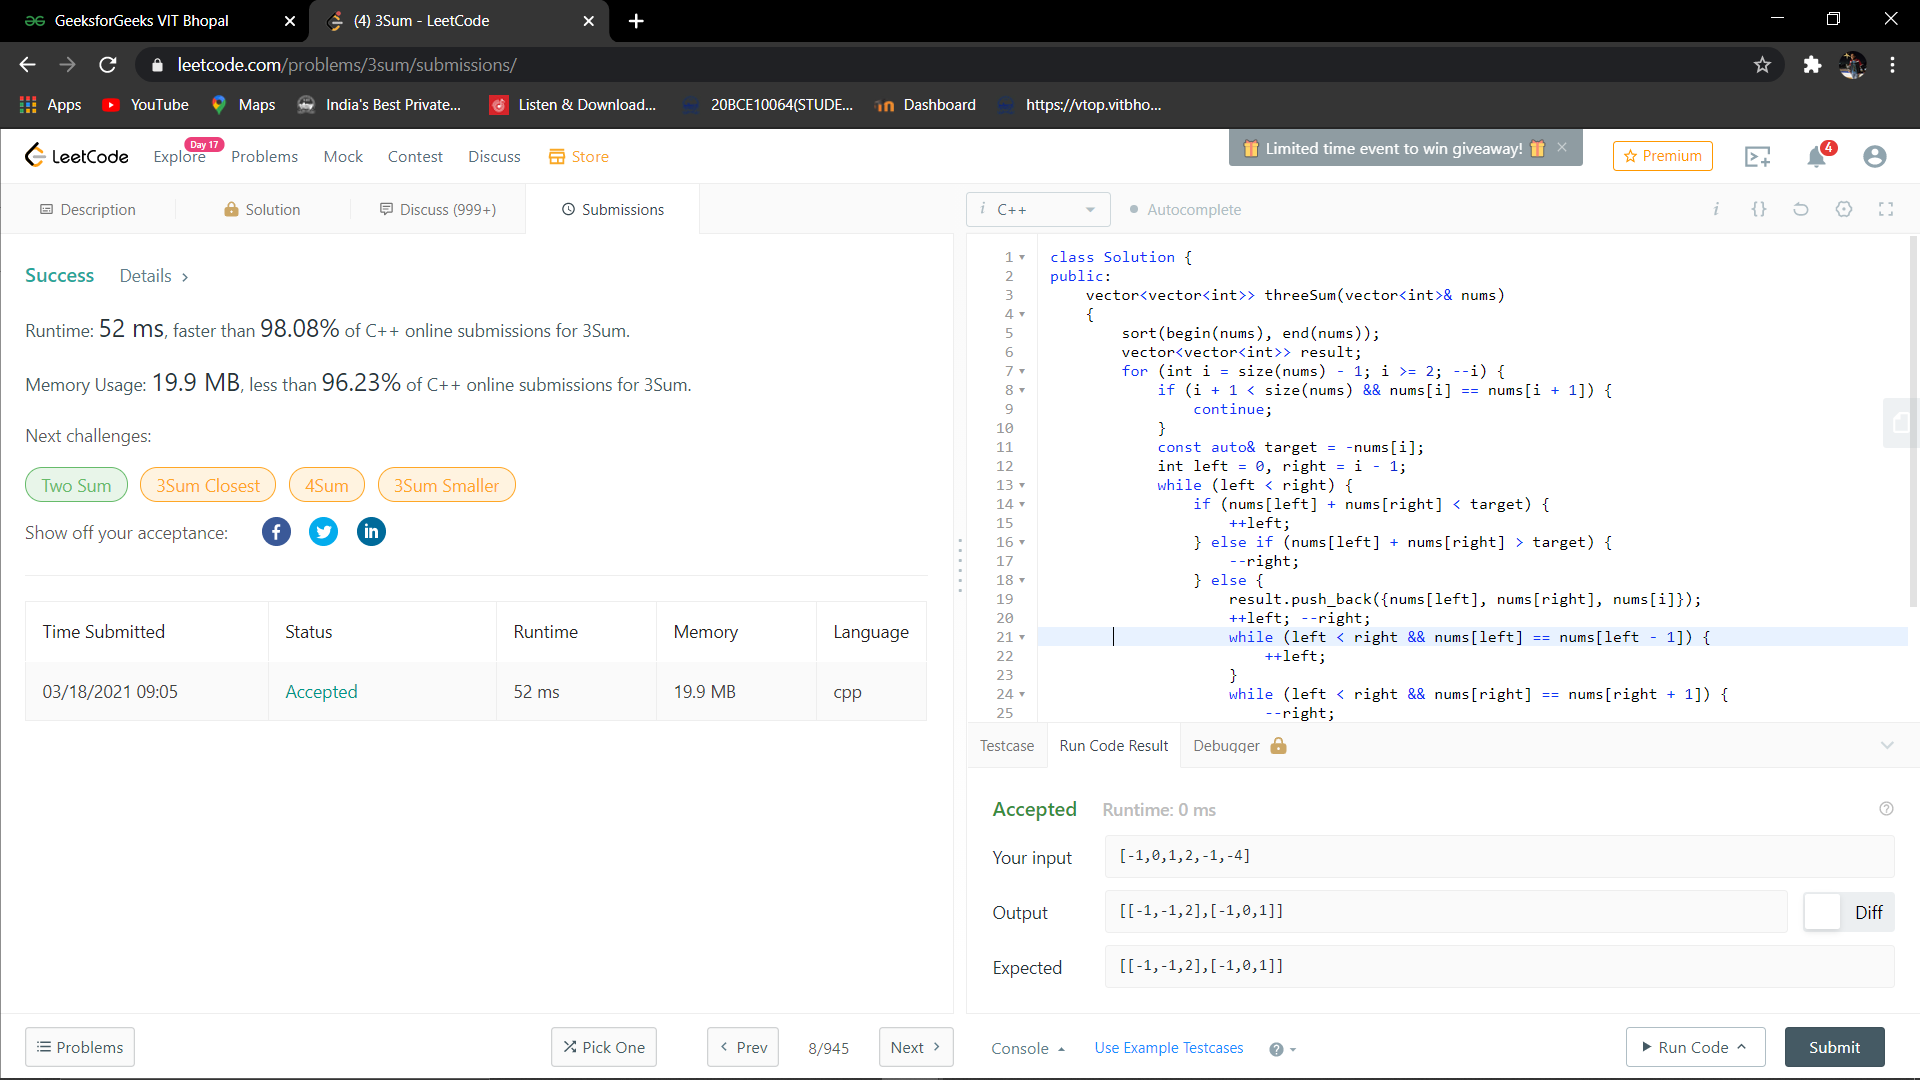 GeeksforGeeks VIT Bhopal
(4) 3Sum - LeetCode
leetcode.com/problems/3sum/submissions/
Apps YouTube Maps India's Best Private... Listen & Download... 20BCE10064(STUDE... Dashboard https://vtop.vitbho...
LeetCode Explore Day 17 Problems Mock Contest Discuss Store
Limited time event to win giveaway!
Premium
4
Description Solution Discuss (999+) Submissions
Success Details >
Runtime: 52 ms, faster than 98.08% of C++ online submissions for 3Sum.
Memory Usage: 19.9 MB, less than 96.23% of C++ online submissions for 3Sum.
Next challenges:
Two Sum 3Sum Closest 4Sum 3Sum Smaller
Show off your acceptance:
Time Submitted Status Runtime Memory Language
03/18/2021 09:05 Accepted 52 ms 19.9 MB cpp
Problems Pick One < Prev 8/945 Next >
i C++ Autocomplete i {}
1 class Solution {
2 public:
3 vector<vector<int>> threeSum(vector<int>& nums)
4 {
5 sort(begin(nums), end(nums));
6 vector<vector<int>> result;
7 for (int i = size(nums) - 1; i >= 2; --i) {
8 if (i + 1 < size(nums) && nums[i] == nums[i + 1]) {
9 continue;
10 }
11 const auto& target = -nums[i];
12 int left = 0, right = i - 1;
13 while (left < right) {
14 if (nums[left] + nums[right] < target) {
15 ++left;
16 } else if (nums[left] + nums[right] > target) {
17 --right;
18 } else {
19 result.push_back({nums[left], nums[right], nums[i]});
20 ++left; --right;
21 while (left < right && nums[left] == nums[left - 1]) {
22 ++left;
23 }
24 while (left < right && nums[right] == nums[right + 1]) {
25 --right;
Testcase Run Code Result Debugger
Accepted Runtime: 0 ms
Your input [-1,0,1,2,-1,-4]
Output [[-1,-1,2],[-1,0,1]] Diff
Expected [[-1,-1,2],[-1,0,1]]
Console Use Example Testcases ? Run Code Submit